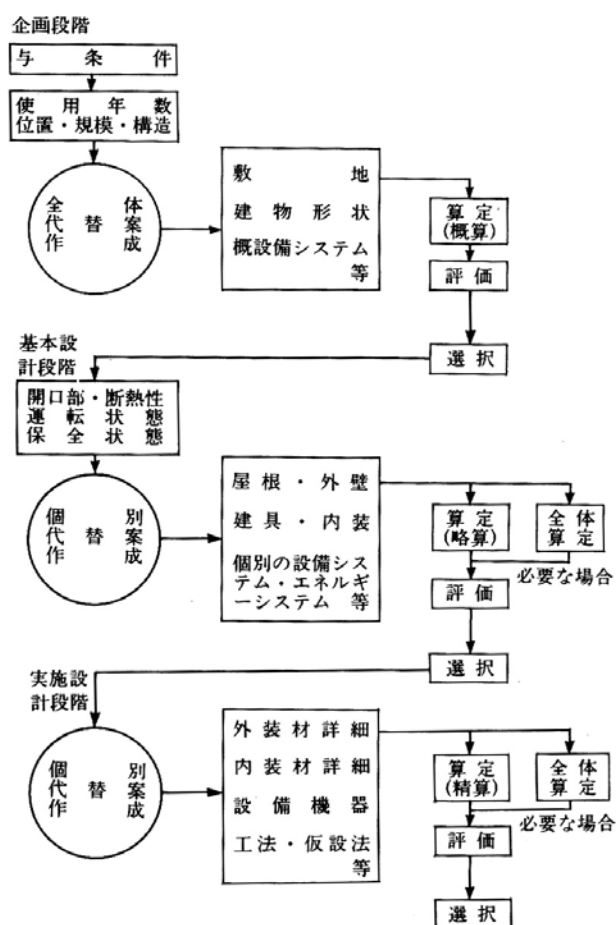 企画段階
与条件
使用年数
位置・規模・構造
全体
代替案
作成
敷地
建物形状
概設備システム
等
算定
(概算)
評価
選択
基本設
計段階
開口部・断熱性
運転状態
保全状態
個別
代替案
作成
屋根・外壁
建具・内装
個別の設備シス
テム・エネルギ
ーシステム 等
算定
(略算)
全体
算定
必要な場合
評価
選択
実施設
計段階
個別
代替案
作成
外装材詳細
内装材詳細
設備機器
工法・仮設法
等
算定
(精算)
全体
算定
必要な場合
評価
選択